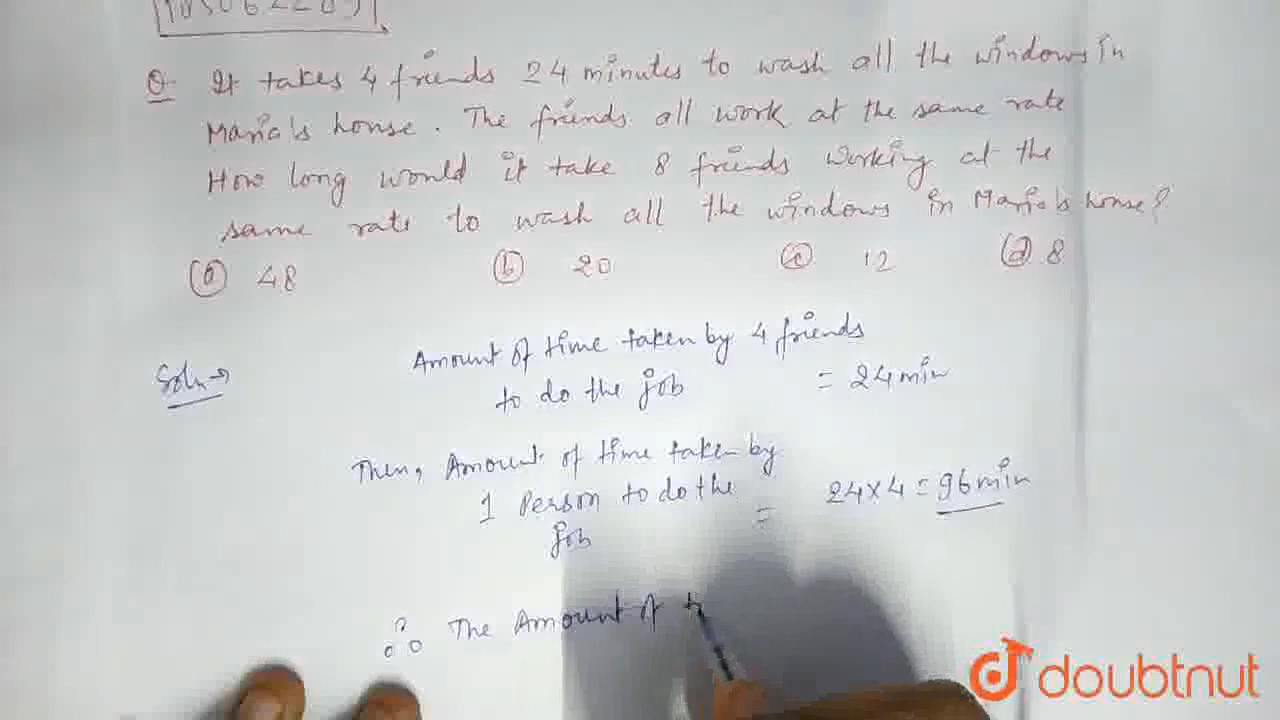 Q It takes 4 friends 24 minutes to wash all the windows in
Maria's house. The friends all work at the same rate
How long would it take 8 friends working at the
same rate to wash all the windows in Maria's house?
(a) 48 (b) 20 (c) 12 (d) 8
Soln→
Amount of time taken by 4 friends
to do the job = 24 min
Then, Amount of time taken by
1 Person to do the
job = 24×4 = 96 min
∴ The Amount of t
doubtnut